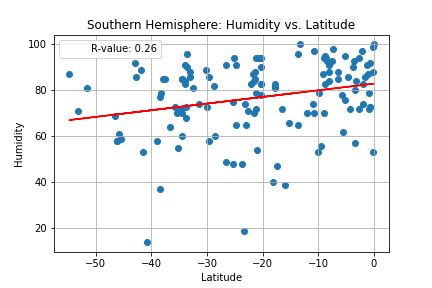 Southern Hemisphere: Humidity vs. Latitude
R-value: 0.26
100
80
60
40
20
Humidity
−50
−40
−30
−20
−10
0
Latitude